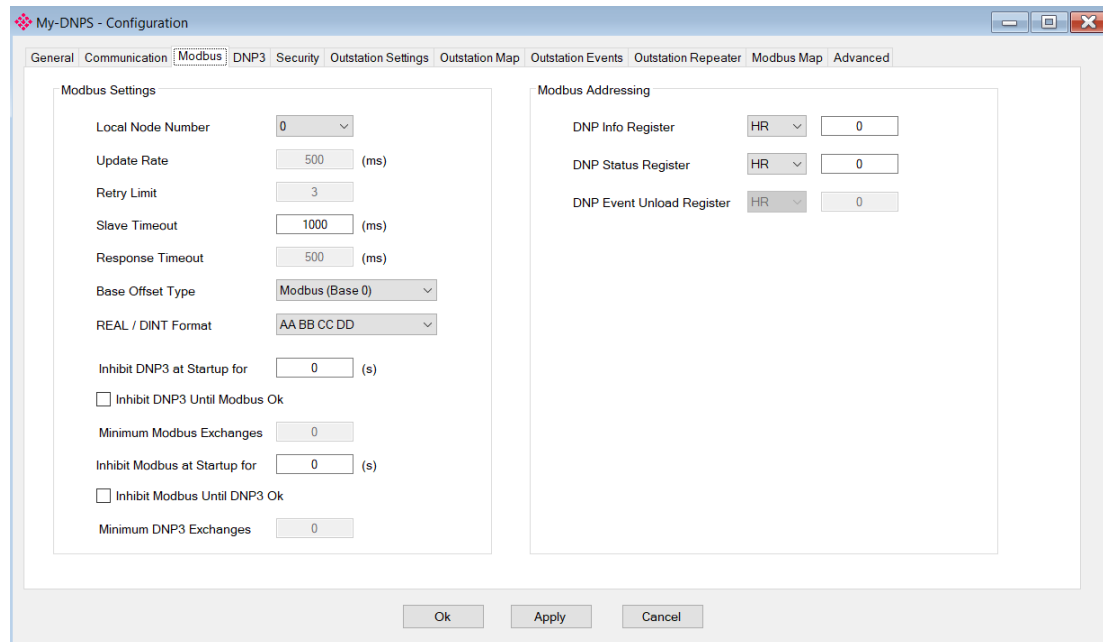 My-DNPS - Configuration
General Communication Modbus DNP3 Security Outstation Settings Outstation Map Outstation Events Outstation Repeater Modbus Map Advanced
Modbus Settings
Local Node Number 0
Update Rate 500 (ms)
Retry Limit 3
Slave Timeout 1000 (ms)
Response Timeout 500 (ms)
Base Offset Type Modbus (Base 0)
REAL / DINT Format AA BB CC DD
Inhibit DNP3 at Startup for 0 (s)
Inhibit DNP3 Until Modbus Ok
Minimum Modbus Exchanges 0
Inhibit Modbus at Startup for 0 (s)
Inhibit Modbus Until DNP3 Ok
Minimum DNP3 Exchanges 0
Modbus Addressing
DNP Info Register HR 0
DNP Status Register HR 0
DNP Event Unload Register HR 0
Ok Apply Cancel